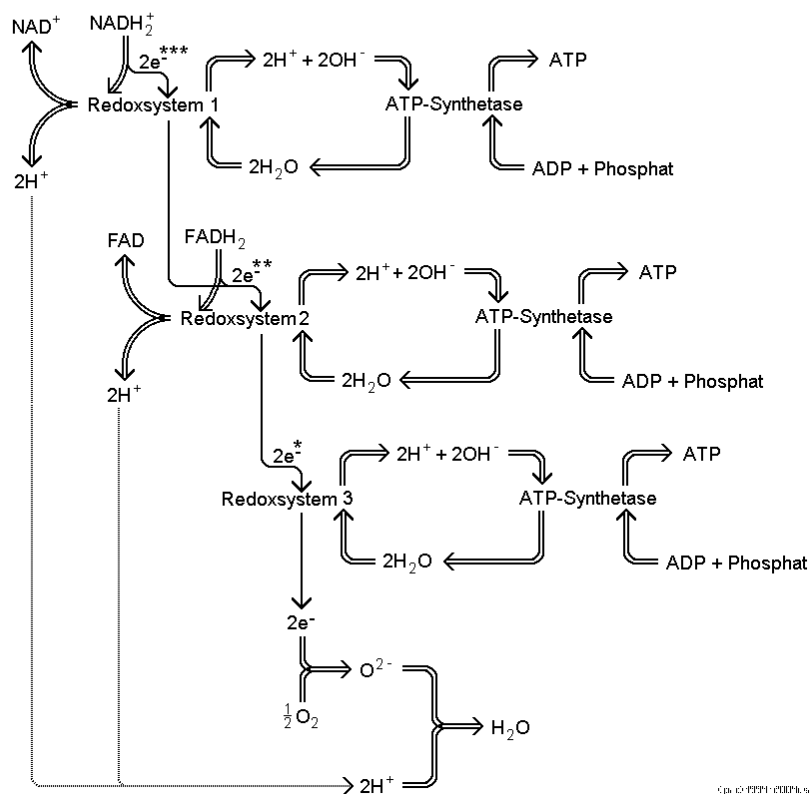 NAD⁺
NADH₂⁺
2e⁻***
2H⁺ + 2OH⁻
ATP
Redoxsystem 1
ATP-Synthetase
2H⁺
2H₂O
ADP + Phosphat
FAD
FADH₂
2e⁻**
2H⁺ + 2OH⁻
ATP
Redoxsystem 2
ATP-Synthetase
2H⁺
2H₂O
ADP + Phosphat
2e⁻*
2H⁺ + 2OH⁻
ATP
Redoxsystem 3
ATP-Synthetase
2H₂O
ADP + Phosphat
2e⁻
O²⁻
½O₂
H₂O
2H⁺